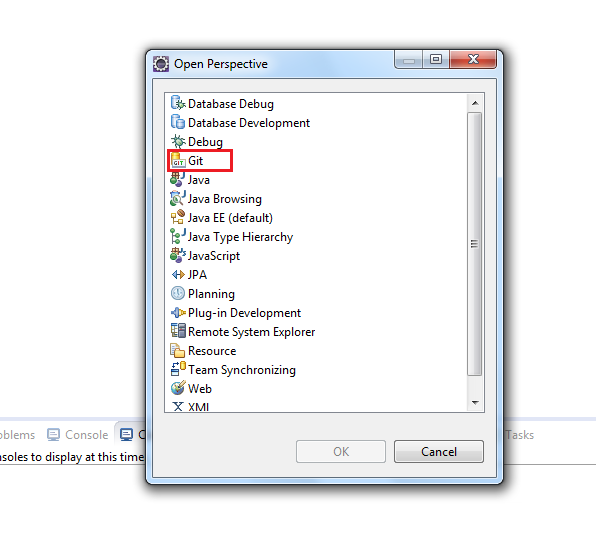 Open Perspective
Database Debug
Database Development
Debug
GIT Git
Java
Java Browsing
Java EE (default)
Java Type Hierarchy
JavaScript
JPA
Planning
Plug-in Development
Remote System Explorer
Resource
Team Synchronizing
Web
XML
oblems Console C Tasks
nsoles to display at this time
OK Cancel